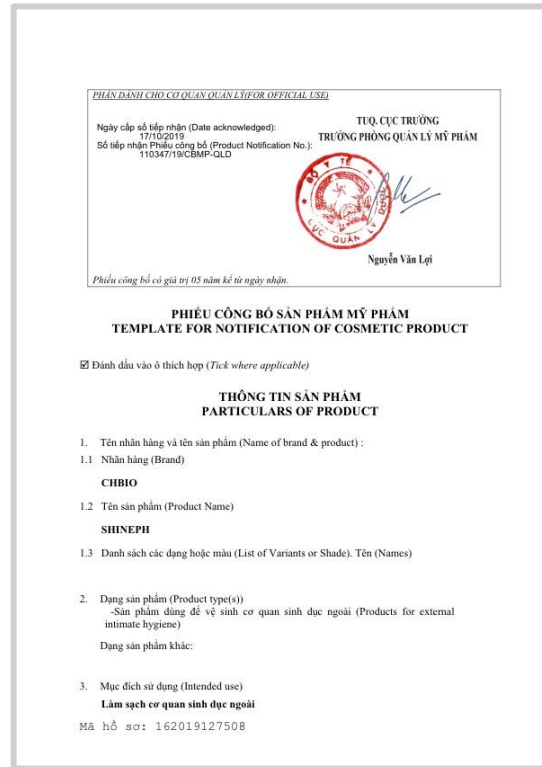 PHẦN DÀNH CHO CƠ QUAN QUẢN LÝ(FOR OFFICIAL USE)
Ngày cấp số tiếp nhận (Date acknowledged):
17/10/2019
Số tiếp nhận Phiếu công bố (Product Notification No.):
110347/19/CBMP-QLD
TUQ. CỤC TRƯỞNG
TRƯỞNG PHÒNG QUẢN LÝ MỸ PHẨM
BỘ Y TẾ
CỤC QUẢN LÝ
Nguyễn Văn Lợi
Phiếu công bố có giá trị 05 năm kể từ ngày nhận.
PHIẾU CÔNG BỐ SẢN PHẨM MỸ PHẨM
TEMPLATE FOR NOTIFICATION OF COSMETIC PRODUCT
☑ Đánh dấu vào ô thích hợp (Tick where applicable)
THÔNG TIN SẢN PHẨM
PARTICULARS OF PRODUCT
1. Tên nhãn hàng và tên sản phẩm (Name of brand & product) :
1.1 Nhãn hàng (Brand)
CHBIO
1.2 Tên sản phẩm (Product Name)
SHINEPH
1.3 Danh sách các dạng hoặc màu (List of Variants or Shade). Tên (Names)
2. Dạng sản phẩm (Product type(s))
-Sản phẩm dùng để vệ sinh cơ quan sinh dục ngoài (Products for external
intimate hygiene)
Dạng sản phẩm khác:
3. Mục đích sử dụng (Intended use)
Làm sạch cơ quan sinh dục ngoài
Mã hồ sơ: 162019127508